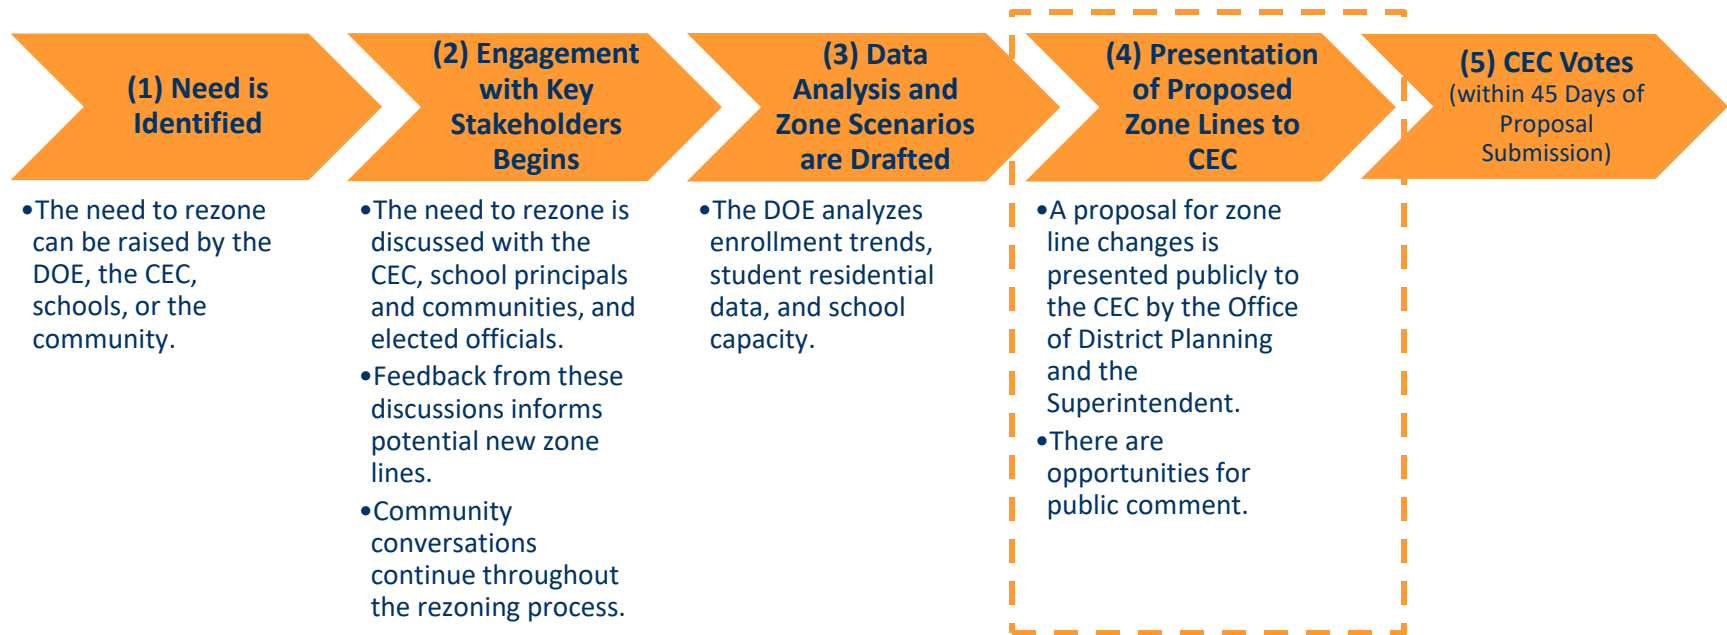 (1) Need is
Identified
•The need to rezone
can be raised by the
DOE, the CEC,
schools, or the
community.
(2) Engagement
with Key
Stakeholders
Begins
•The need to rezone is
discussed with the
CEC, school principals
and communities, and
elected officials.
•Feedback from these
discussions informs
potential new zone
lines.
•Community
conversations
continue throughout
the rezoning process.
(3) Data
Analysis and
Zone Scenarios
are Drafted
•The DOE analyzes
enrollment trends,
student residential
data, and school
capacity.
(4) Presentation
of Proposed
Zone Lines to
CEC
•A proposal for zone
line changes is
presented publicly to
the CEC by the Office
of District Planning
and the
Superintendent.
•There are
opportunities for
public comment.
(5) CEC Votes
(within 45 Days of
Proposal
Submission)